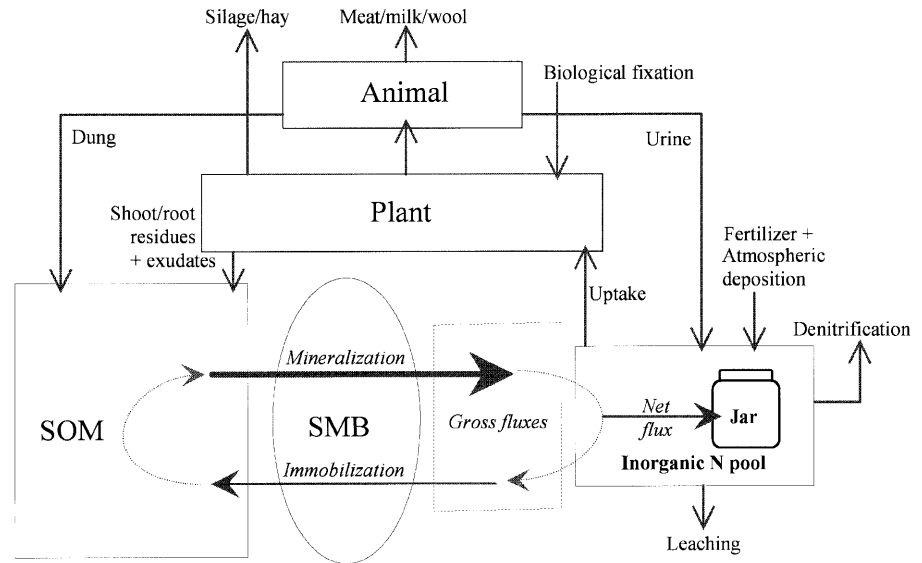 Silage/hay
Meat/milk/wool
Animal
Biological fixation
Dung
Urine
Plant
Shoot/root
residues
+ exudates
Fertilizer +
Atmospheric
deposition
Uptake
Denitrification
Mineralization
SOM
SMB
Gross fluxes
Net
flux
Jar
Inorganic N pool
Immobilization
Leaching